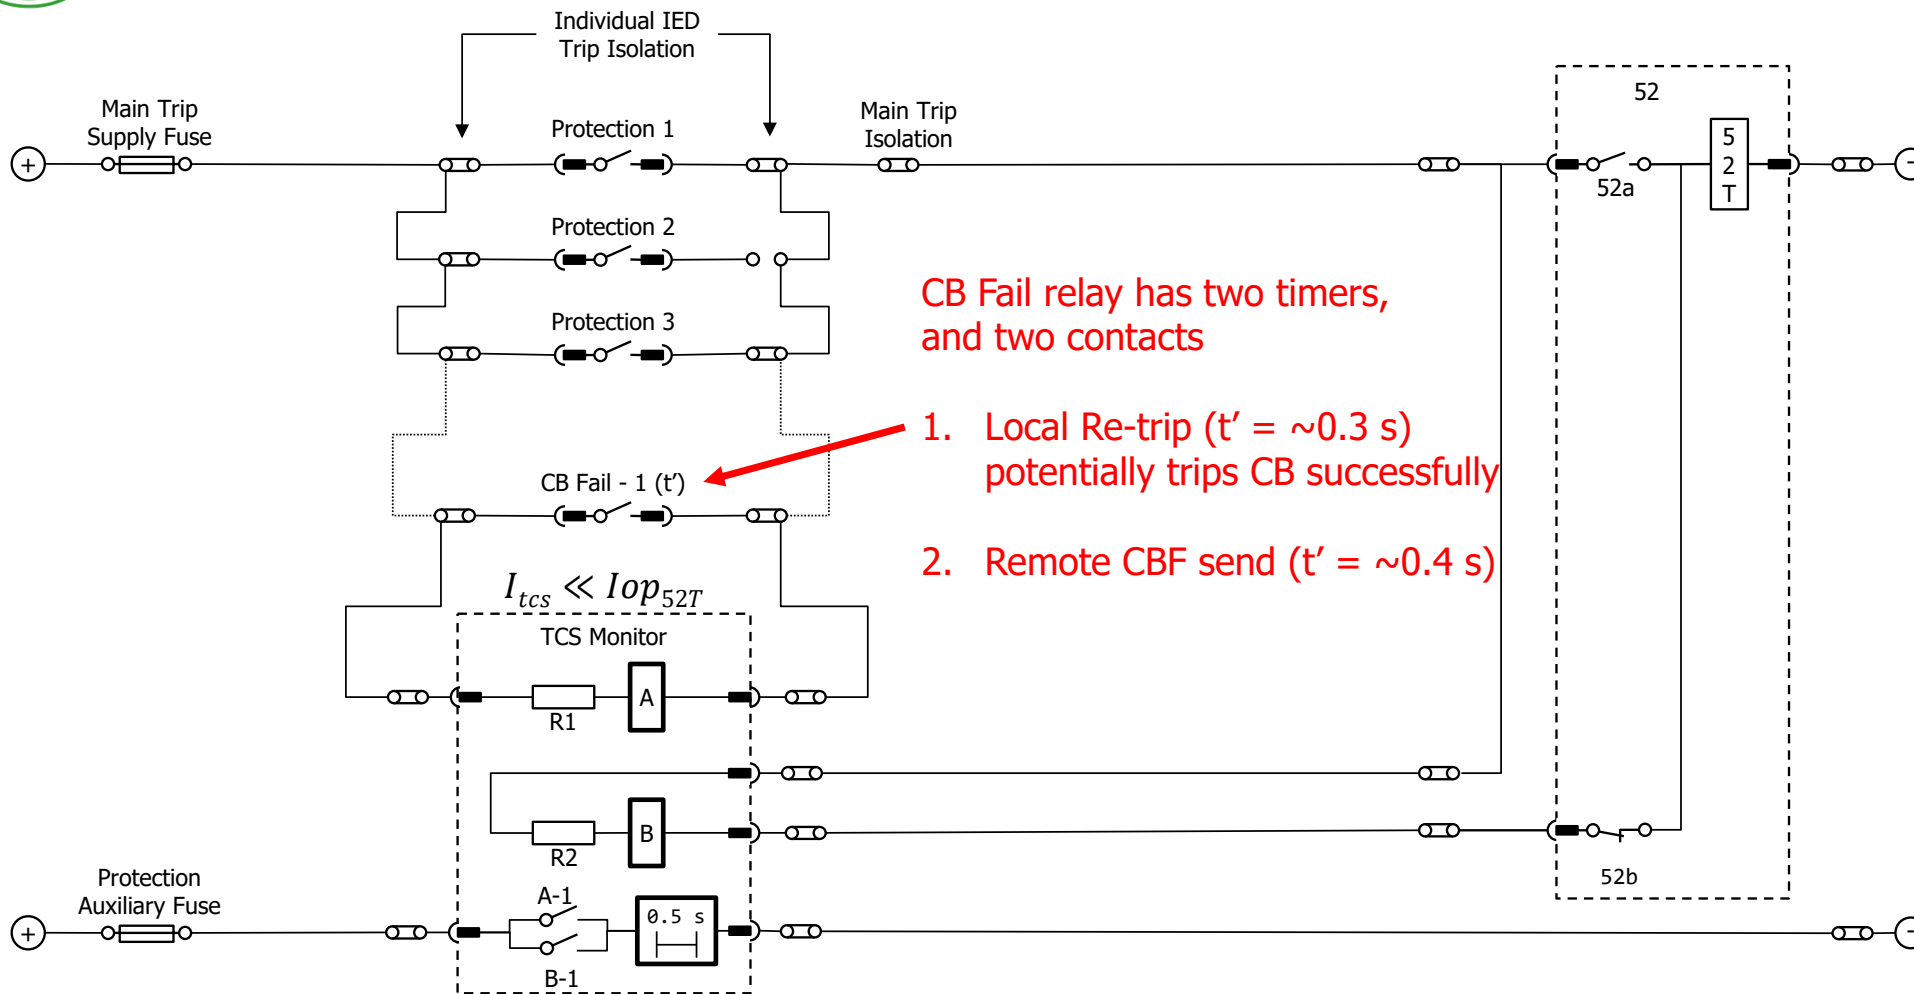 Individual IED
Trip Isolation
Main Trip
Supply Fuse
Protection 1
Main Trip
Isolation
52
+
5
2
T
52a
-
Protection 2
Protection 3
CB Fail relay has two timers,
and two contacts
1. Local Re-trip (t' = ~0.3 s)
potentially trips CB successfully
CB Fail - 1 (t')
2. Remote CBF send (t' = ~0.4 s)
I_tcs ≪ Iop_52T
TCS Monitor
A
R1
B
R2
52b
Protection
Auxiliary Fuse
A-1
0.5 s
B-1
+
-